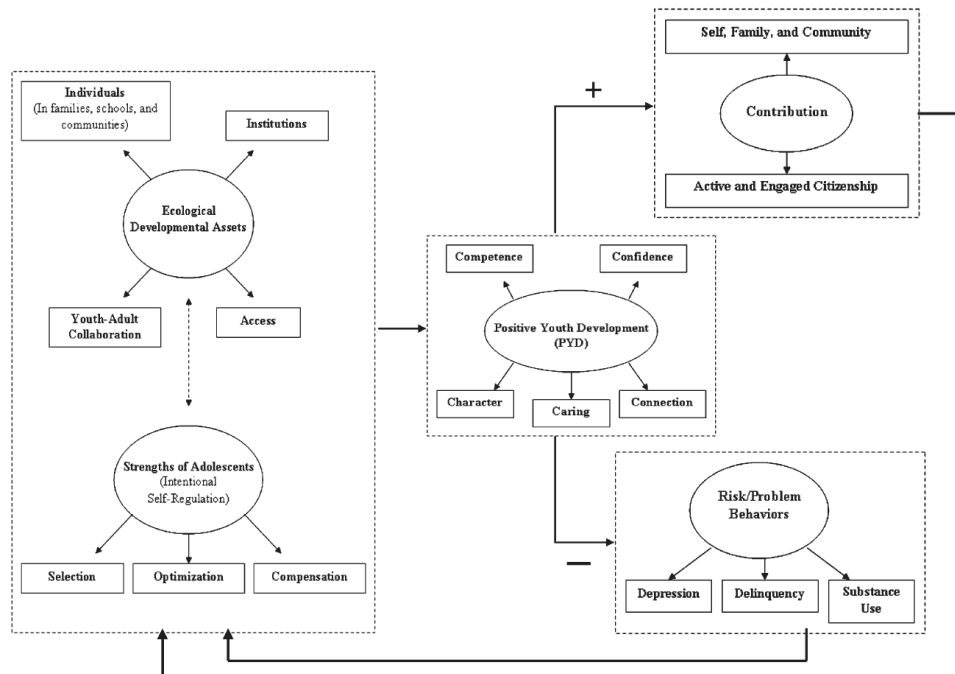 Individuals
(In families, schools, and
communities)
Institutions
Ecological
Developmental Assets
Youth-Adult
Collaboration
Access
Strengths of Adolescents
(Intentional
Self-Regulation)
Selection
Optimization
Compensation
Competence
Confidence
Positive Youth Development
(PYD)
Character
Caring
Connection
+
Self, Family, and Community
Contribution
Active and Engaged Citizenship
–
Risk/Problem
Behaviors
Depression
Delinquency
Substance
Use